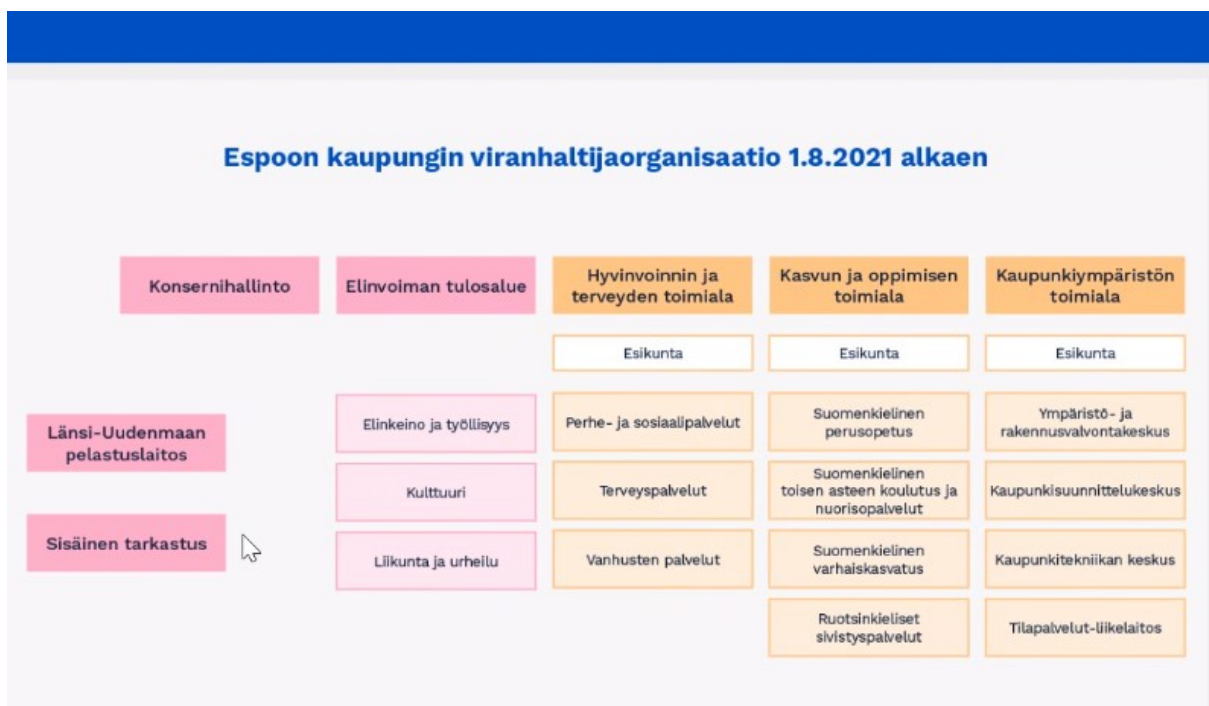 Espoon kaupungin viranhaltijaorganisaatio 1.8.2021 alkaen
Konsernihallinto
Elinvoiman tulosalue
Hyvinvoinnin ja
terveyden toimiala
Kasvun ja oppimisen
toimiala
Kaupunkiympäristön
toimiala
Esikunta
Esikunta
Esikunta
Länsi-Uudenmaan
pelastuslaitos
Sisäinen tarkastus
Elinkeino ja työllisyys
Kulttuuri
Liikunta ja urheilu
Perhe- ja sosiaalipalvelut
Terveyspalvelut
Vanhusten palvelut
Suomenkielinen
perusopetus
Suomenkielinen
toisen asteen koulutus ja
nuorisopalvelut
Suomenkielinen
varhaiskasvatus
Ruotsinkieliset
sivistyspalvelut
Ympäristö- ja
rakennusvalvontakeskus
Kaupunkisuunnittelukeskus
Kaupunkitekniikan keskus
Tilapalvelut-liikelaitos